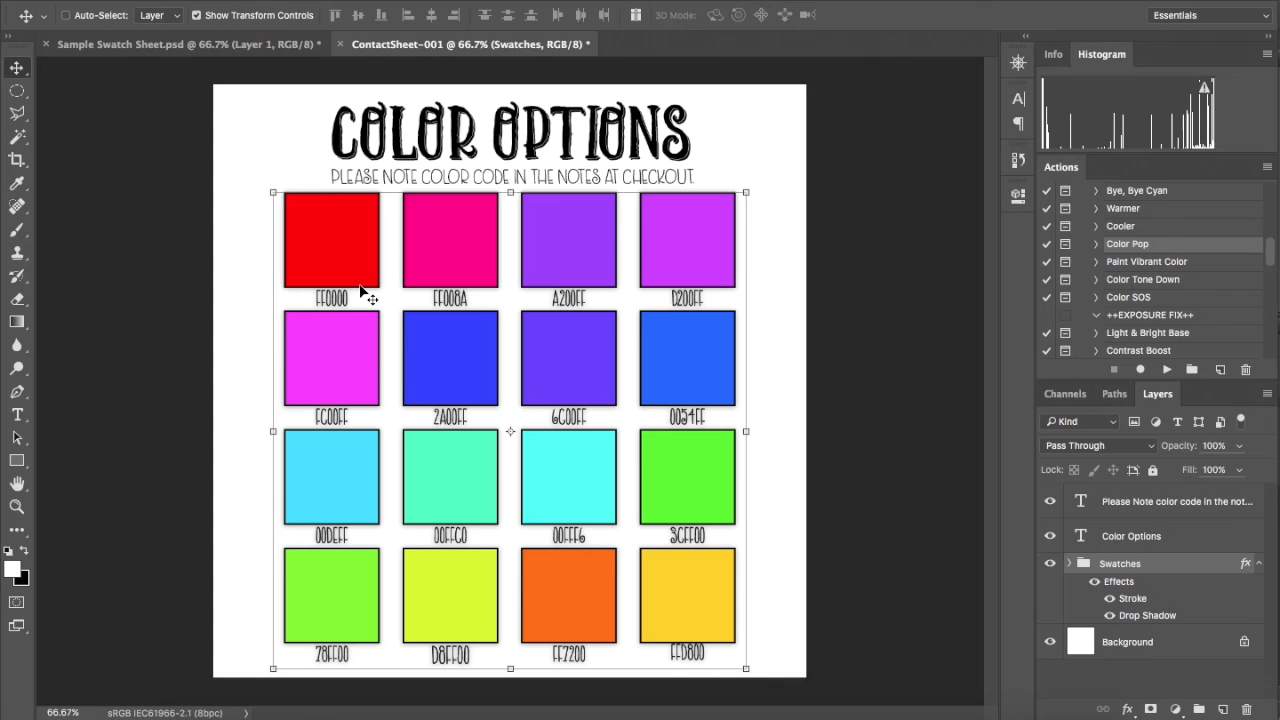 Auto-Select: Layer Show Transform Controls 3D Mode: Essentials
Sample Swatch Sheet.psd @ 66.7% (Layer 1, RGB/8) * ContactSheet-001 @ 66.7% (Swatches, RGB/8) *
Info Histogram
COLOR OPTIONS
PLEASE NOTE COLOR CODE IN THE NOTES AT CHECKOUT.
FF0000 FF008A A200FF D200FF
FC00FF 2A00FF 6C00FF 0054FF
00DEFF 00FFC0 00FFF6 3CFF00
78FF00 D8FF00 FF7200 FFD800
Actions
Bye, Bye Cyan
Warmer
Cooler
Color Pop
Paint Vibrant Color
Color Tone Down
Color SOS
++EXPOSURE FIX++
Light & Bright Base
Contrast Boost
Channels Paths Layers
Kind
Pass Through Opacity: 100%
Lock: Fill: 100%
Please Note color code in the not...
Color Options
Swatches fx
Effects
Stroke
Drop Shadow
Background
66.67% sRGB IEC61966-2.1 (8bpc)